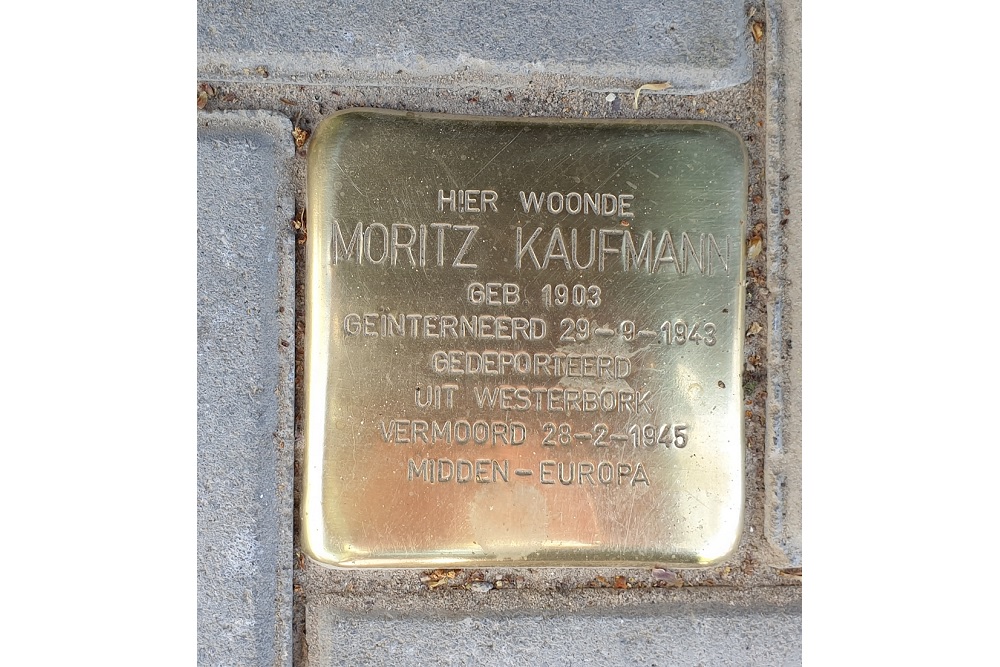 HIER WOONDE
MORITZ KAUFMANN
GEB 1903
GEINTERNEERD 29-9-1943
GEDEPORTEERD
UIT WESTERBORK
VERMOORD 28-2-1945
MIDDEN-EUROPA